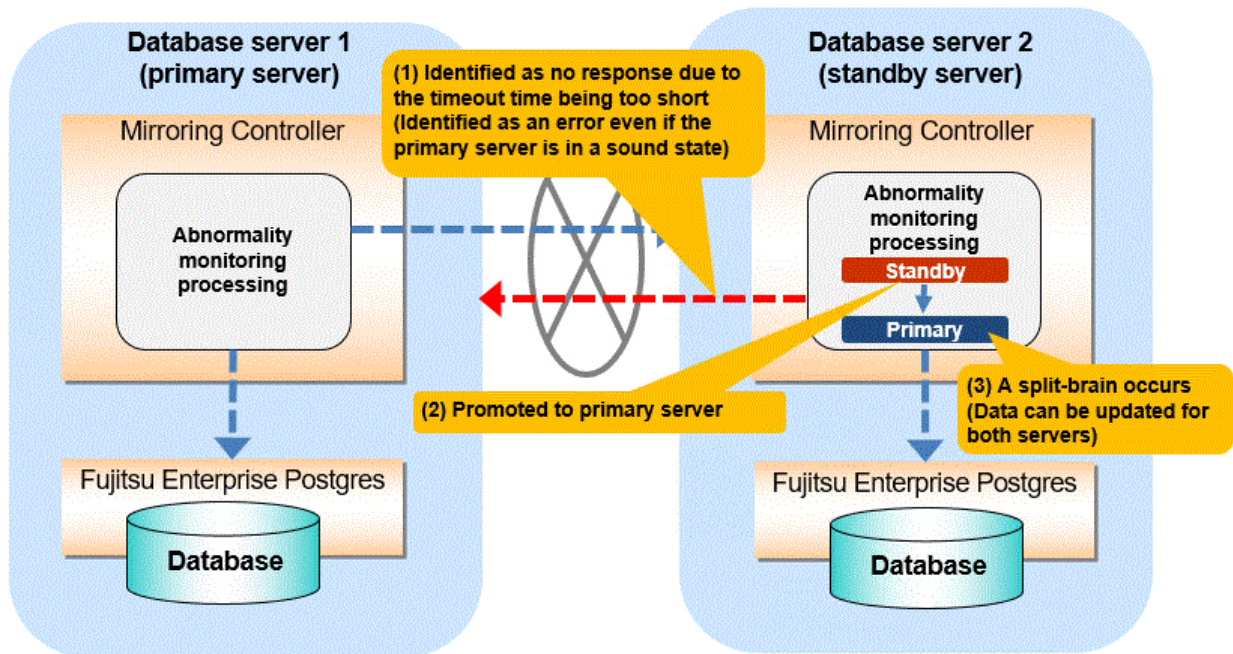 Database server 1
(primary server)
Mirroring Controller
Abnormality
monitoring
processing
Fujitsu Enterprise Postgres
Database
(1) Identified as no response due to
the timeout time being too short
(Identified as an error even if the
primary server is in a sound state)
(2) Promoted to primary server
Database server 2
(standby server)
Mirroring Controller
Abnormality
monitoring
processing
Standby
Primary
(3) A split-brain occurs
(Data can be updated for
both servers)
Fujitsu Enterprise Postgres
Database